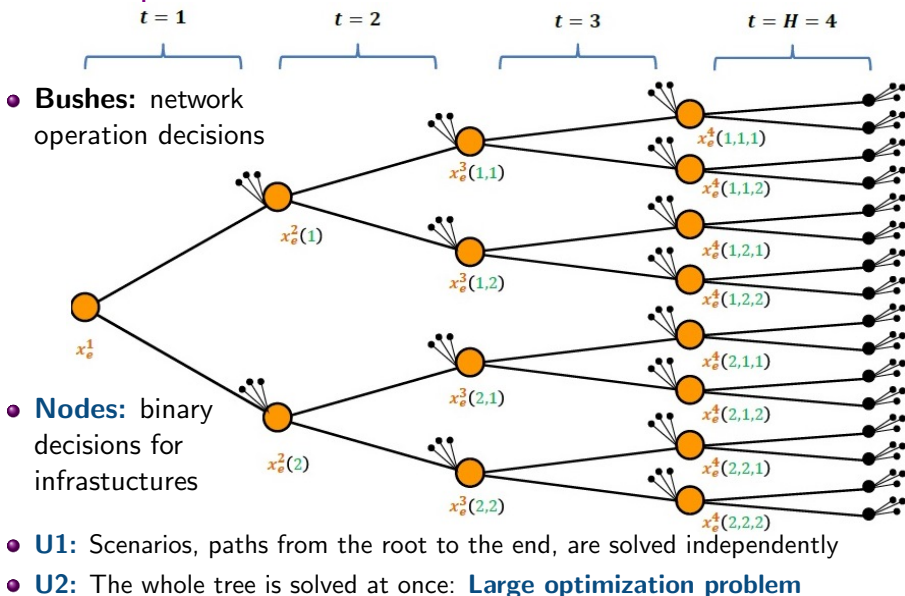 t = 1
t = 2
t = 3
t = H = 4
• Bushes: network
operation decisions
x_e^4(1,1,1)
x_e^3(1,1)
x_e^4(1,1,2)
x_e^2(1)
x_e^4(1,2,1)
x_e^3(1,2)
x_e^4(1,2,2)
x_e^1
x_e^4(2,1,1)
• Nodes: binary
decisions for
infrastuctures
x_e^3(2,1)
x_e^4(2,1,2)
x_e^2(2)
x_e^4(2,2,1)
x_e^3(2,2)
x_e^4(2,2,2)
• U1: Scenarios, paths from the root to the end, are solved independently
• U2: The whole tree is solved at once: Large optimization problem